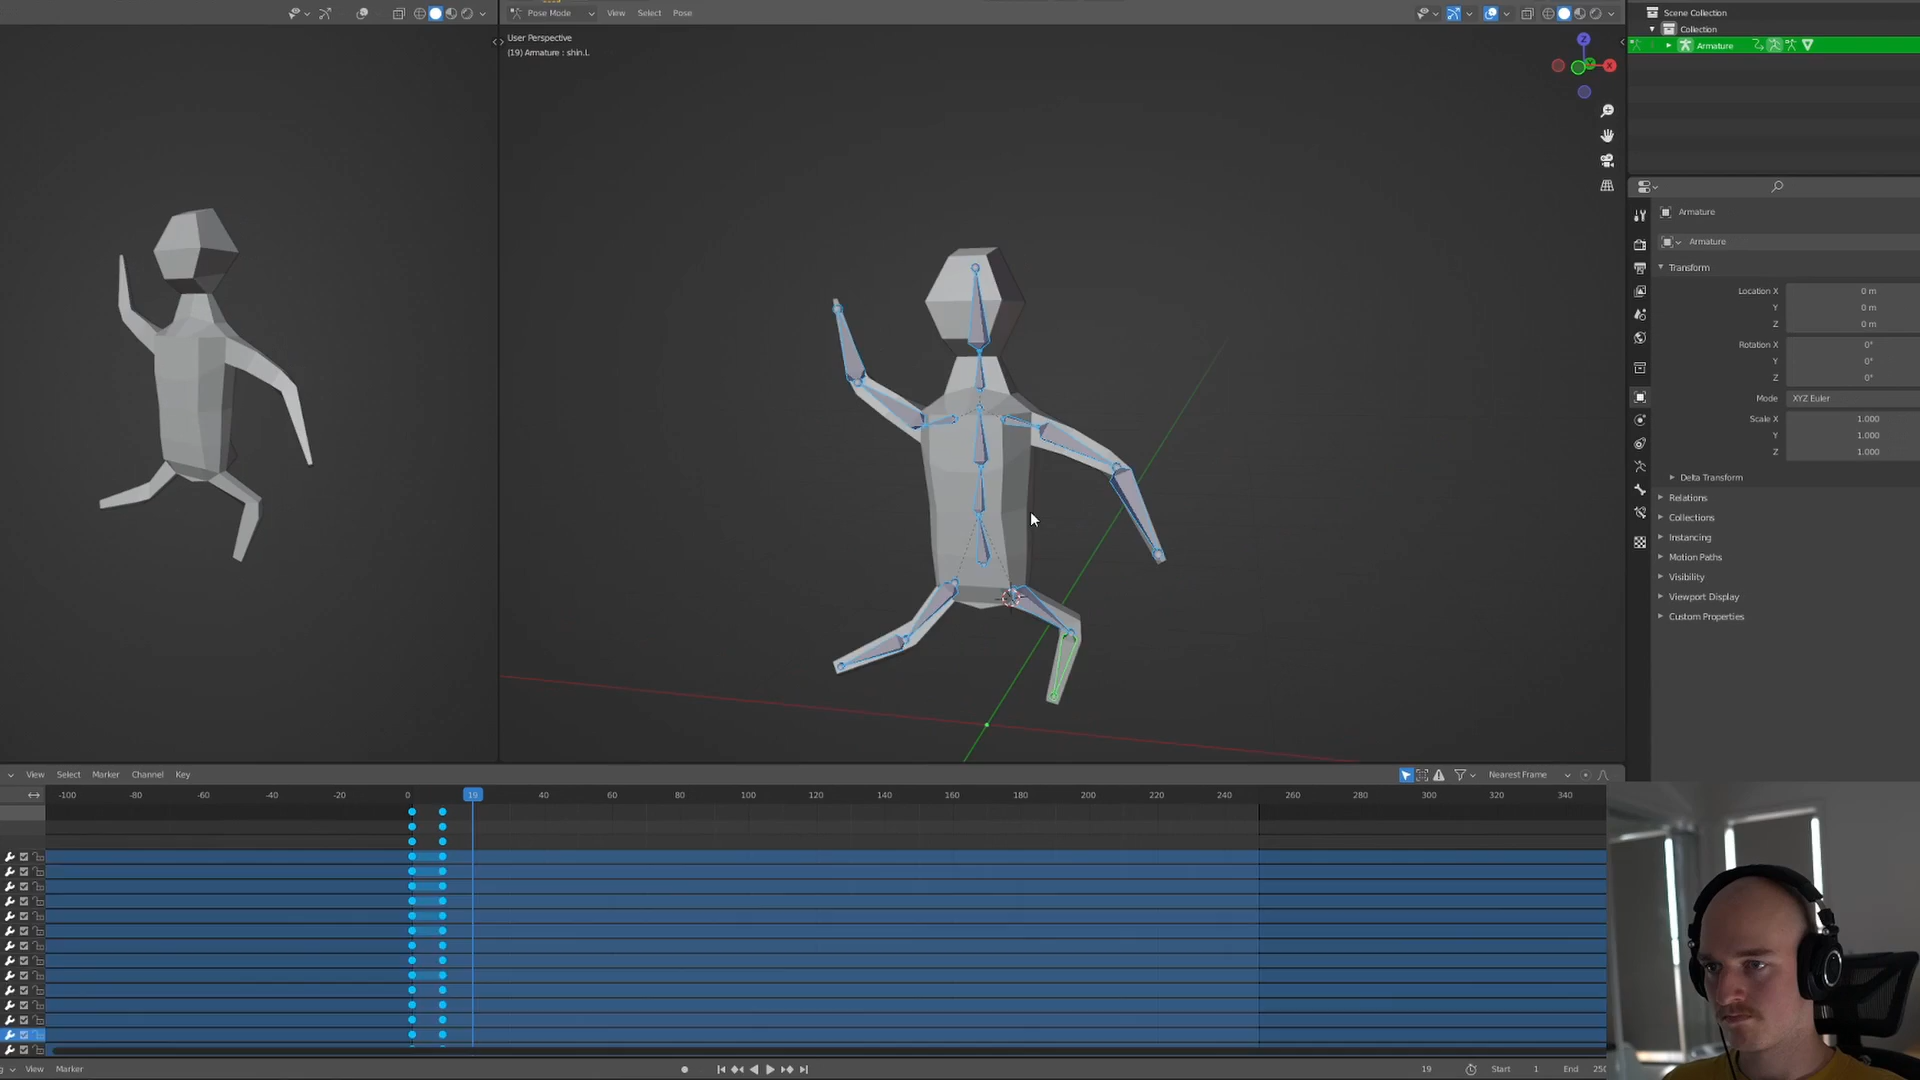 Pose Mode View Select Pose
User Perspective
(19) Armature : shin.L
Z
X
Scene Collection
Collection
Armature
Armature
Armature
Transform
Location X 0 m
Y 0 m
Z 0 m
Rotation X 0°
Y 0°
Z 0°
Mode XYZ Euler
Scale X 1.000
Y 1.000
Z 1.000
Delta Transform
Relations
Collections
Instancing
Motion Paths
Visibility
Viewport Display
Custom Properties
View Select Marker Channel Key Nearest Frame
-100 -80 -60 -40 -20 0 19 40 60 80 100 120 140 160 180 200 220 240 260 280 300 320 340
View Marker 19 Start 1 End 250